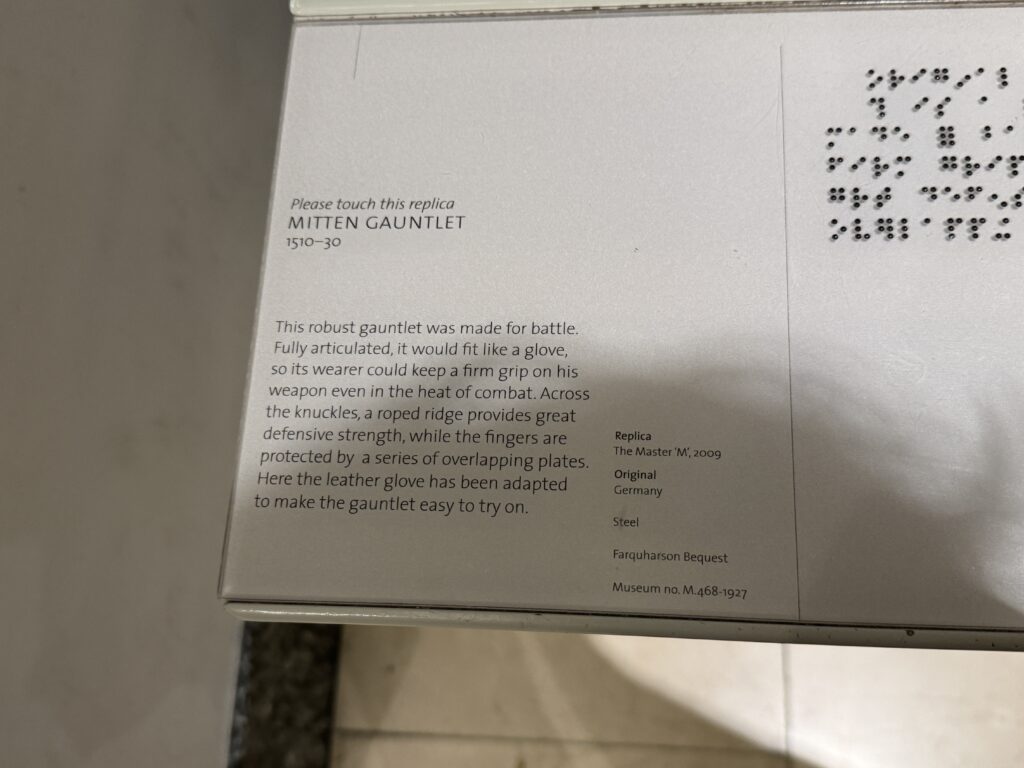 Please touch this replica
MITTEN GAUNTLET
1510–30
This robust gauntlet was made for battle.
Fully articulated, it would fit like a glove,
so its wearer could keep a firm grip on his
weapon even in the heat of combat. Across
the knuckles, a roped ridge provides great
defensive strength, while the fingers are
protected by a series of overlapping plates.
Here the leather glove has been adapted
to make the gauntlet easy to try on.
Replica
The Master ‘M’, 2009
Original
Germany
Steel
Farquharson Bequest
Museum no. M.468-1927